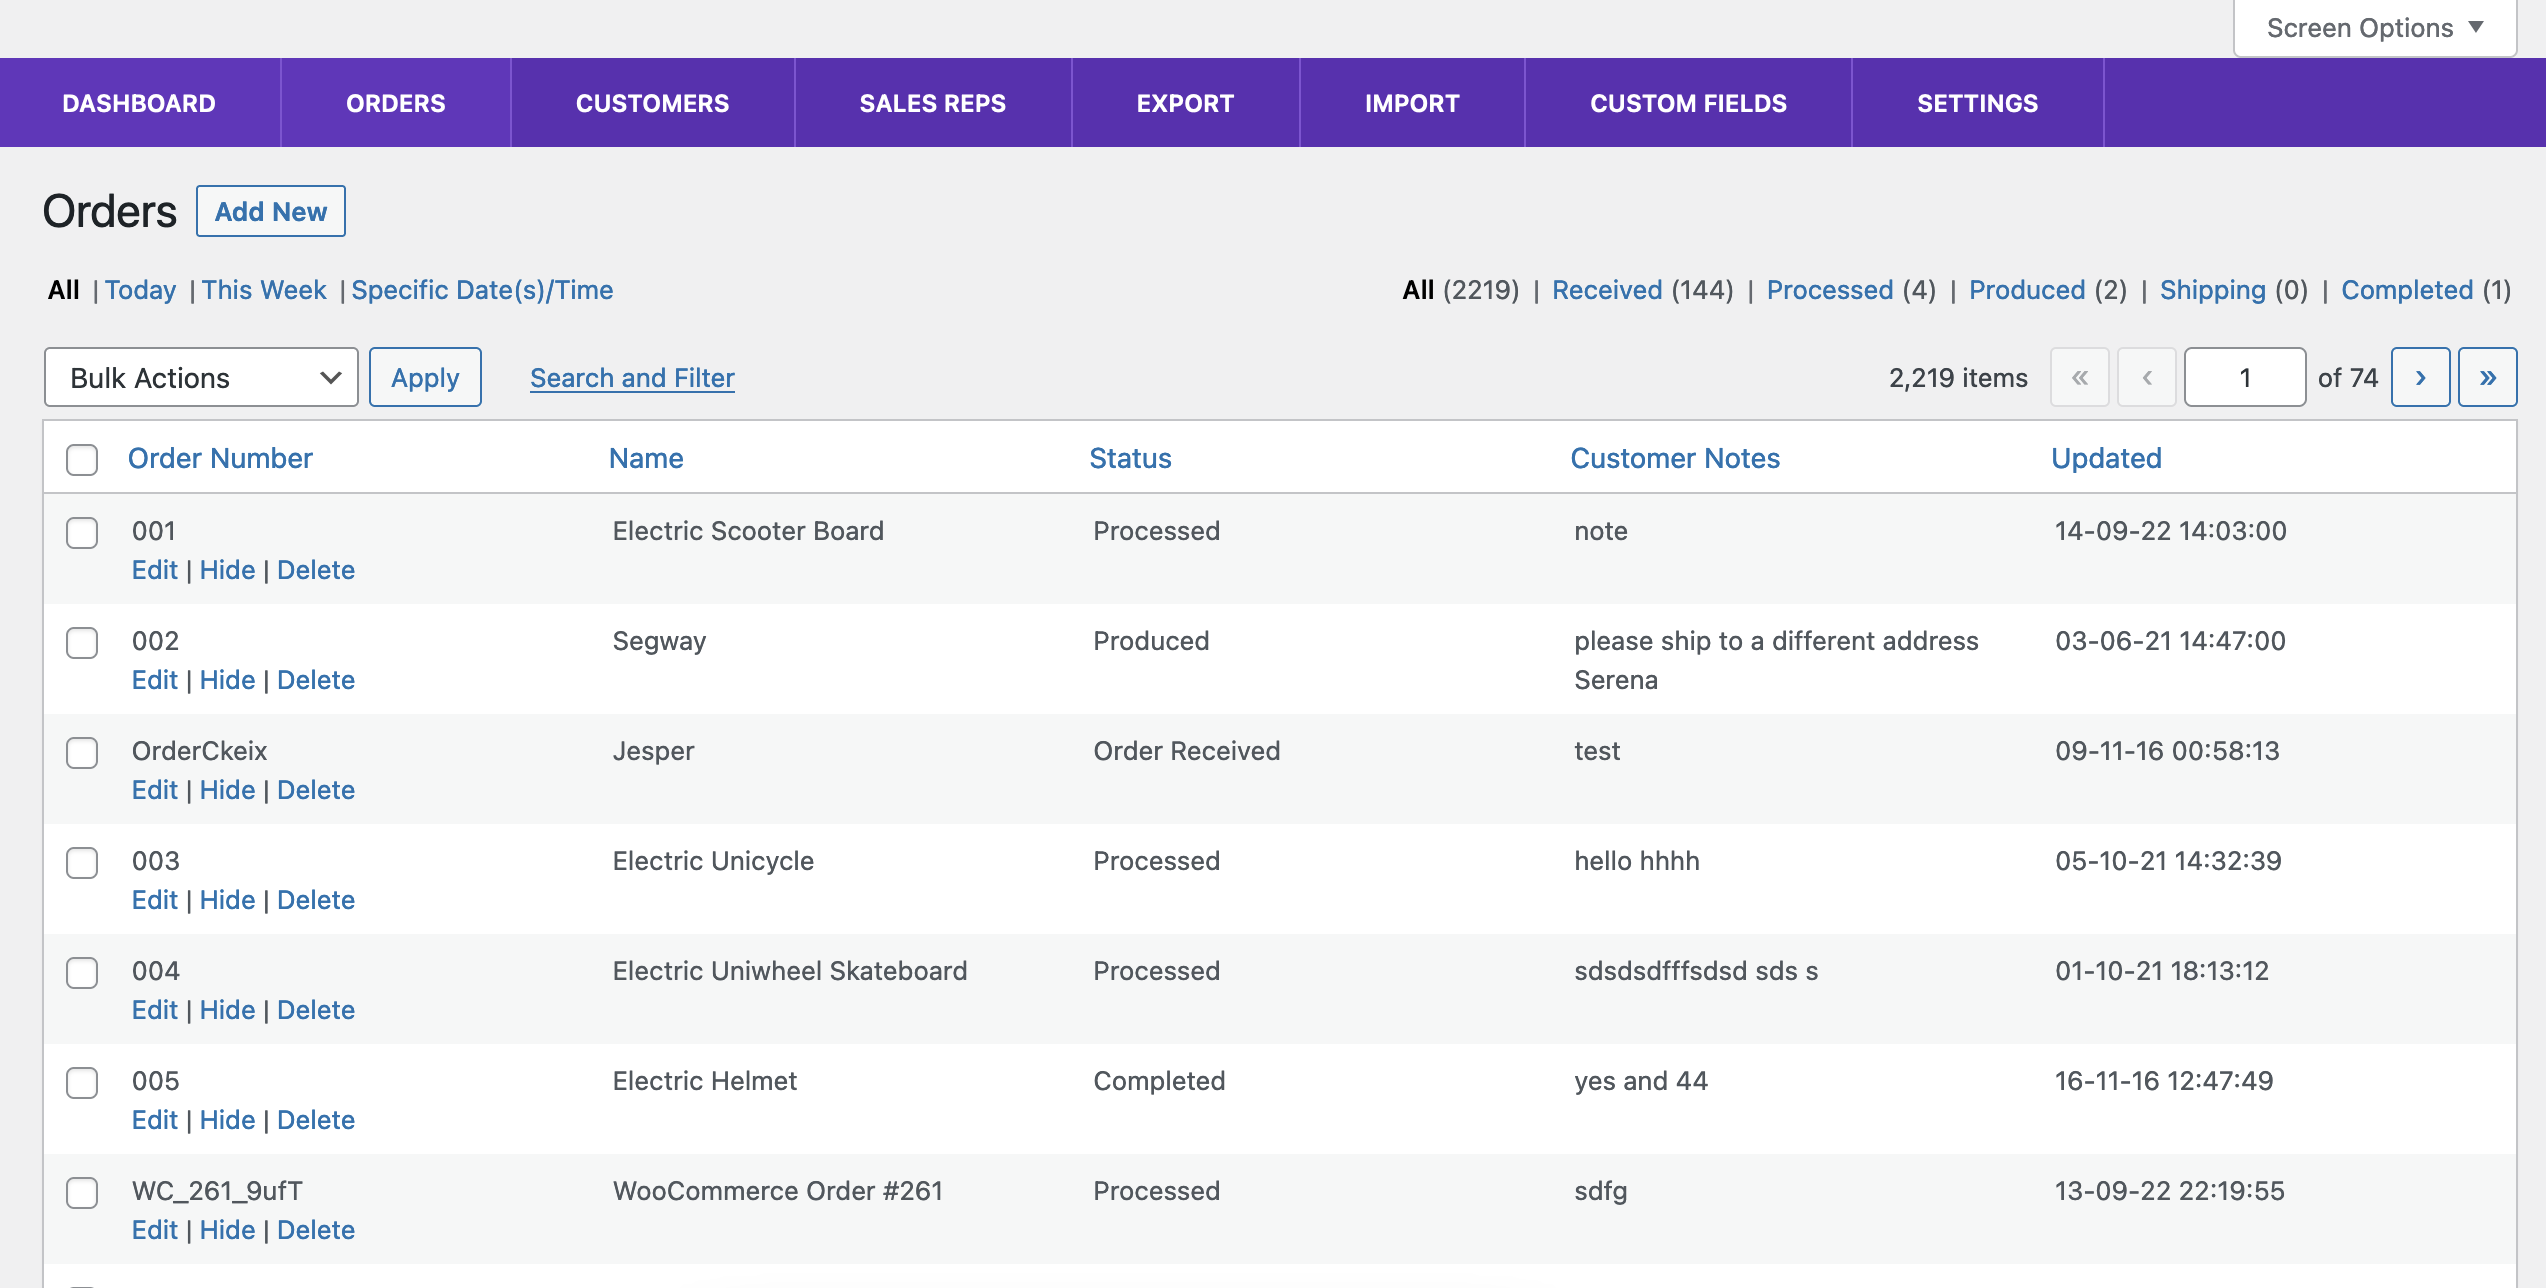 Screen Options ▼
DASHBOARD ORDERS CUSTOMERS SALES REPS EXPORT IMPORT CUSTOM FIELDS SETTINGS
Orders Add New
All | Today | This Week | Specific Date(s)/Time All (2219) | Received (144) | Processed (4) | Produced (2) | Shipping (0) | Completed (1)
Bulk Actions Apply Search and Filter 2,219 items « ‹ 1 of 74 › »
Order Number Name Status Customer Notes Updated
001 Electric Scooter Board Processed note 14-09-22 14:03:00
Edit | Hide | Delete
002 Segway Produced please ship to a different address 03-06-21 14:47:00
Edit | Hide | Delete Serena
OrderCkeix Jesper Order Received test 09-11-16 00:58:13
Edit | Hide | Delete
003 Electric Unicycle Processed hello hhhh 05-10-21 14:32:39
Edit | Hide | Delete
004 Electric Uniwheel Skateboard Processed sdsdsdfffsdsd sds s 01-10-21 18:13:12
Edit | Hide | Delete
005 Electric Helmet Completed yes and 44 16-11-16 12:47:49
Edit | Hide | Delete
WC_261_9ufT WooCommerce Order #261 Processed sdfg 13-09-22 22:19:55
Edit | Hide | Delete